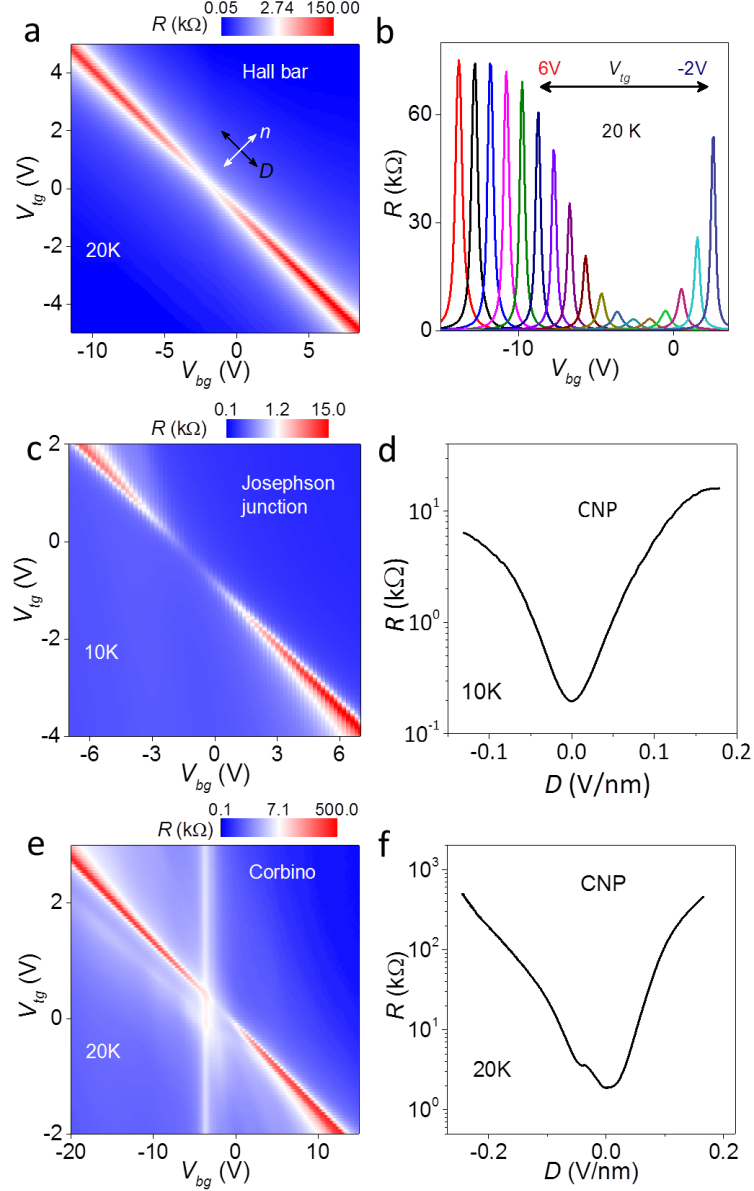 a
R (kΩ)
0.05 2.74 150.00
Hall bar
n
D
20K
V_tg (V)
4
2
0
-2
-4
-10 -5 0 5
V_bg (V)
b
6V V_tg -2V
20 K
R (kΩ)
60
30
0
-10 0
V_bg (V)
c
R (kΩ)
0.1 1.2 15.0
Josephson
junction
10K
V_tg (V)
2
0
-2
-4
-6 -3 0 3 6
V_bg (V)
d
CNP
10K
R (kΩ)
10^1
10^0
10^-1
-0.1 0.0 0.1 0.2
D (V/nm)
e
R (kΩ)
0.1 7.1 500.0
Corbino
20K
V_tg (V)
2
0
-2
-20 -10 0 10
V_bg (V)
f
CNP
20K
R (kΩ)
10^3
10^2
10^1
10^0
-0.2 0.0 0.2
D (V/nm)